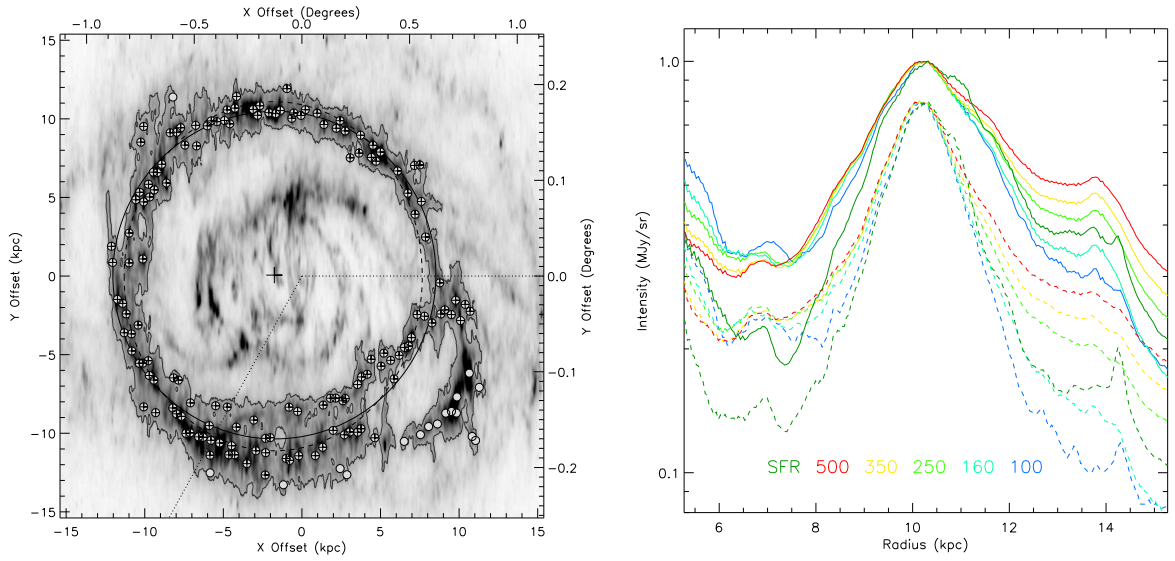 X Offset (Degrees)
−1.0 −0.5 0.0 0.5 1.0
15
10
5
0
−5
−10
−15
Y Offset (kpc)
0.2
0.1
0.0
−0.1
−0.2
Y Offset (Degrees)
−15 −10 −5 0 5 10 15
X Offset (kpc)
1.0
0.1
Intensity (MJy/sr)
SFR 500 350 250 160 100
6 8 10 12 14
Radius (kpc)